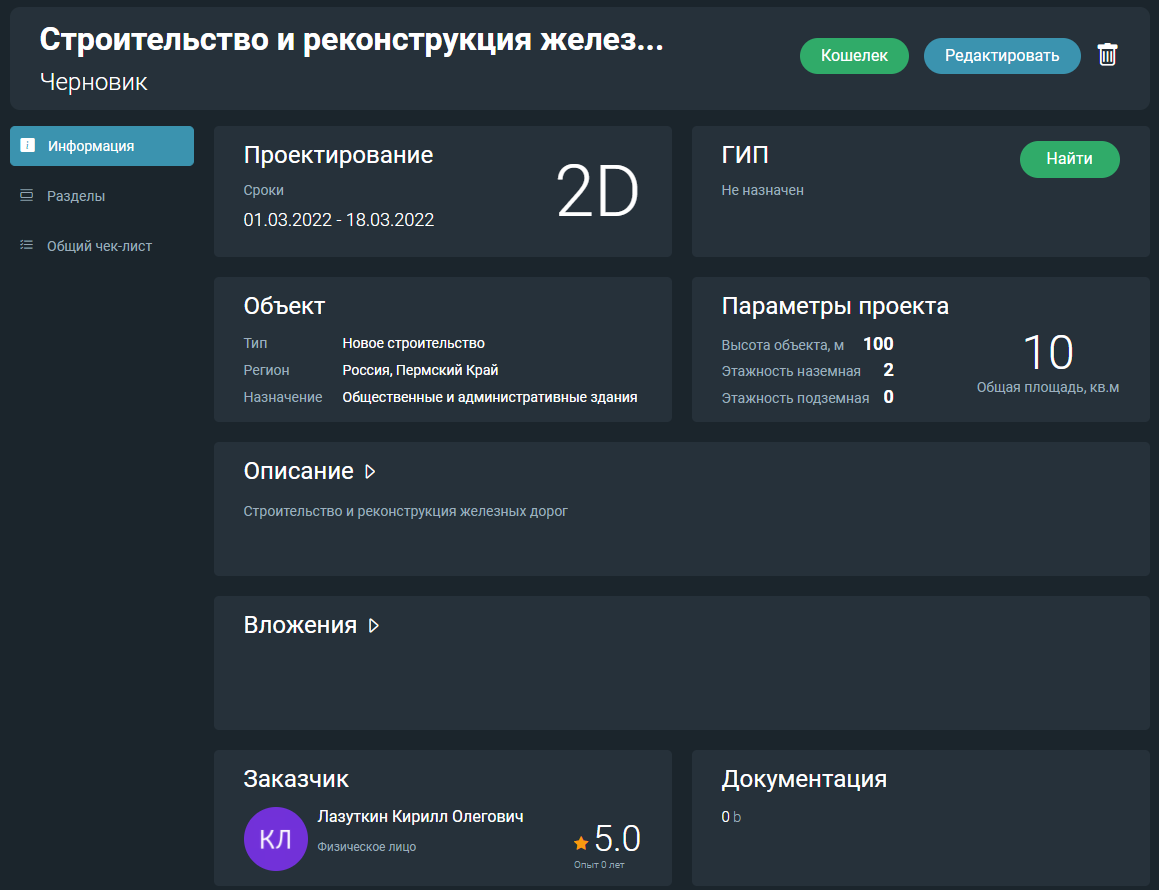 Строительство и реконструкция желез...
Черновик
Кошелек
Редактировать
Информация
Разделы
Общий чек-лист
Проектирование
Сроки
01.03.2022 - 18.03.2022
2D
ГИП
Не назначен
Найти
Объект
Тип Новое строительство
Регион Россия, Пермский Край
Назначение Общественные и административные здания
Параметры проекта
Высота объекта, м 100
Этажность наземная 2
Этажность подземная 0
10
Общая площадь, кв.м
Описание
Строительство и реконструкция железных дорог
Вложения
Заказчик
КЛ
Лазуткин Кирилл Олегович
Физическое лицо
5.0
Опыт 0 лет
Документация
0 b